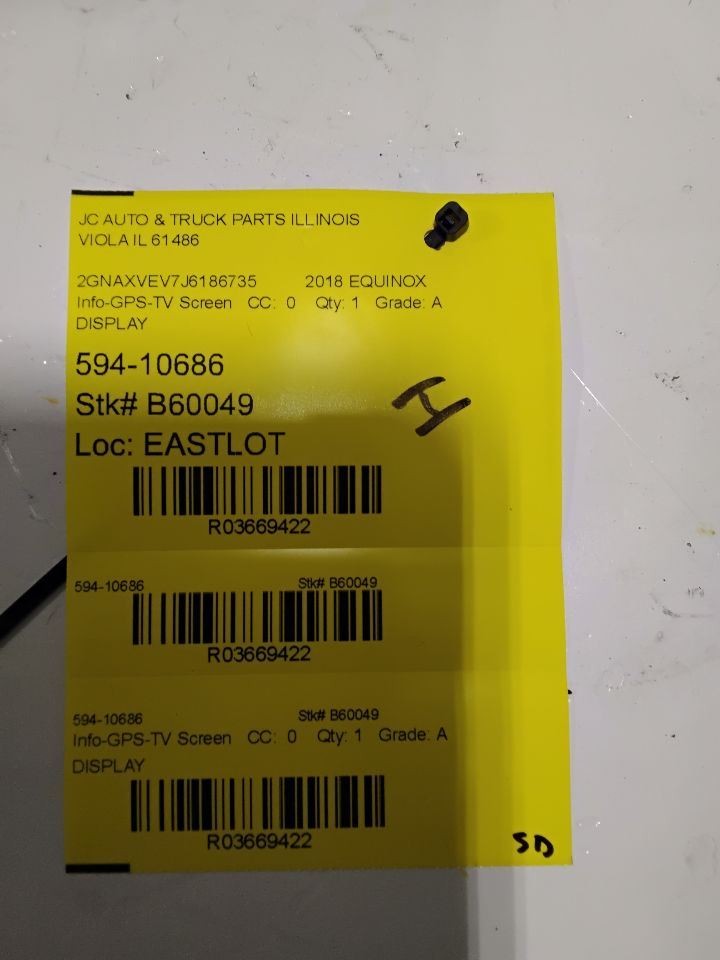 JC AUTO & TRUCK PARTS ILLINOIS
VIOLA IL 61486
2GNAXVEV7J6186735 2018 EQUINOX
Info-GPS-TV Screen CC: 0 Qty: 1 Grade: A
DISPLAY
594-10686
Stk# B60049
H
Loc: EASTLOT
R03669422
594-10686 Stk# B60049
R03669422
594-10686 Stk# B60049
Info-GPS-TV Screen CC: 0 Qty: 1 Grade: A
DISPLAY
R03669422
SD